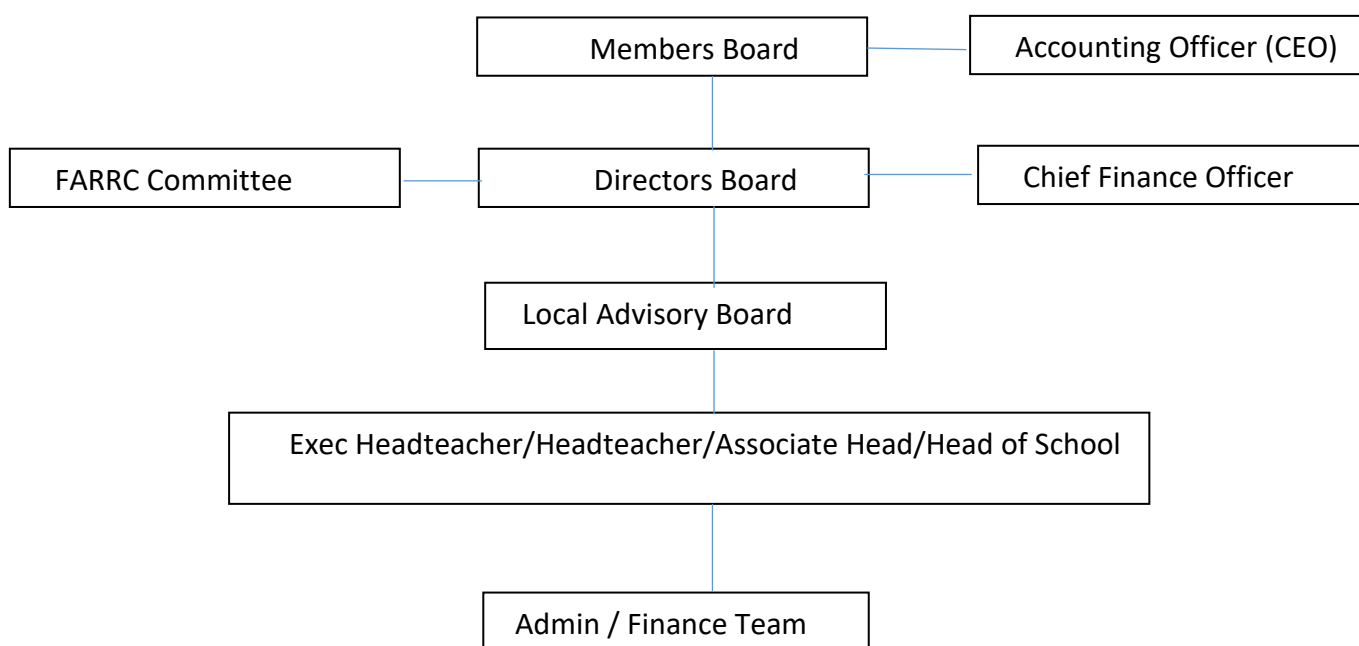 Members Board
Accounting Officer (CEO)
FARRC Committee
Directors Board
Chief Finance Officer
Local Advisory Board
Exec Headteacher/Headteacher/Associate Head/Head of School
Admin / Finance Team